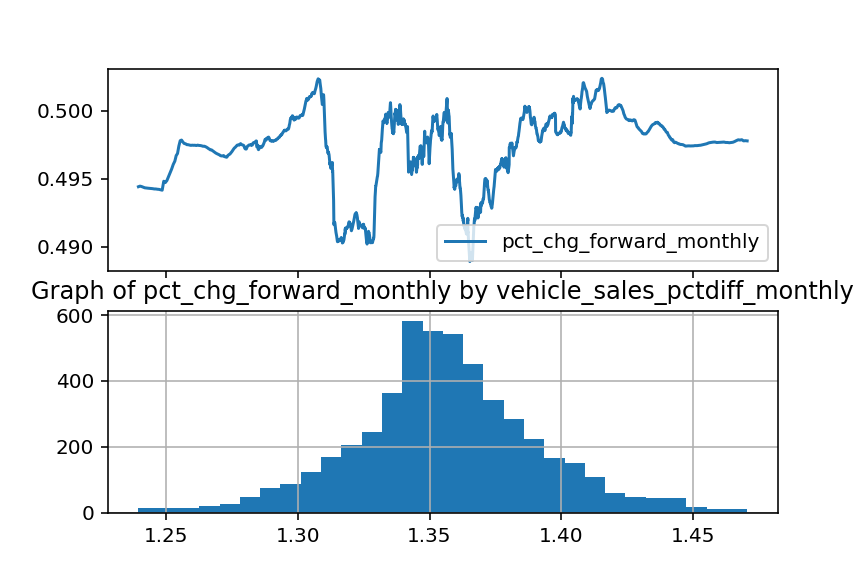 0.500
0.495
0.490
pct_chg_forward_monthly
Graph of pct_chg_forward_monthly by vehicle_sales_pctdiff_monthly
600
400
200
0
1.25 1.30 1.35 1.40 1.45